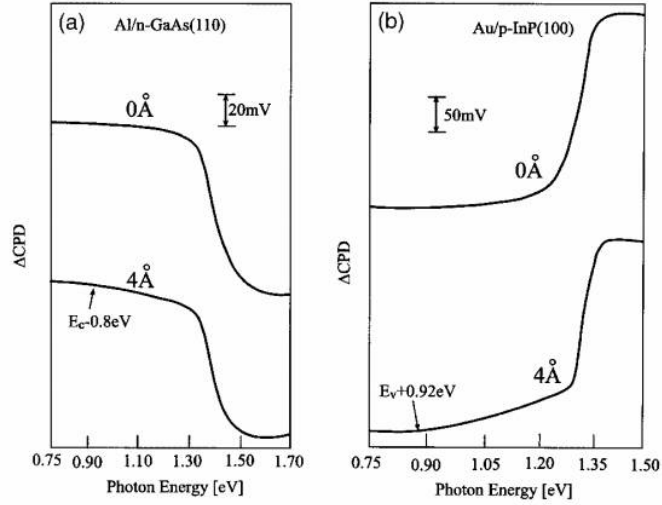 (a)
Al/n-GaAs(110)
0Å
20mV
4Å
E_c–0.8eV
ΔCPD
0.75 0.90 1.10 1.30 1.50 1.70
Photon Energy [eV]
(b)
Au/p-InP(100)
50mV
0Å
4Å
E_v+0.92eV
ΔCPD
0.75 0.90 1.05 1.20 1.35 1.50
Photon Energy [eV]